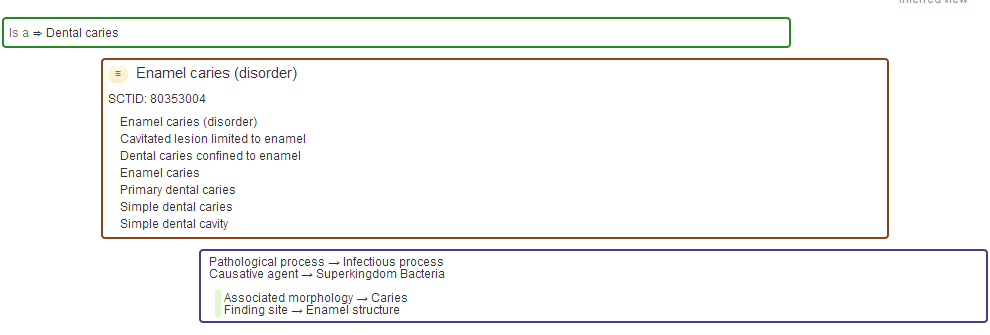 Inferred view
Is a ⇒ Dental caries
≡ Enamel caries (disorder)
SCTID: 80353004
Enamel caries (disorder)
Cavitated lesion limited to enamel
Dental caries confined to enamel
Enamel caries
Primary dental caries
Simple dental caries
Simple dental cavity
Pathological process → Infectious process
Causative agent → Superkingdom Bacteria
Associated morphology → Caries
Finding site → Enamel structure